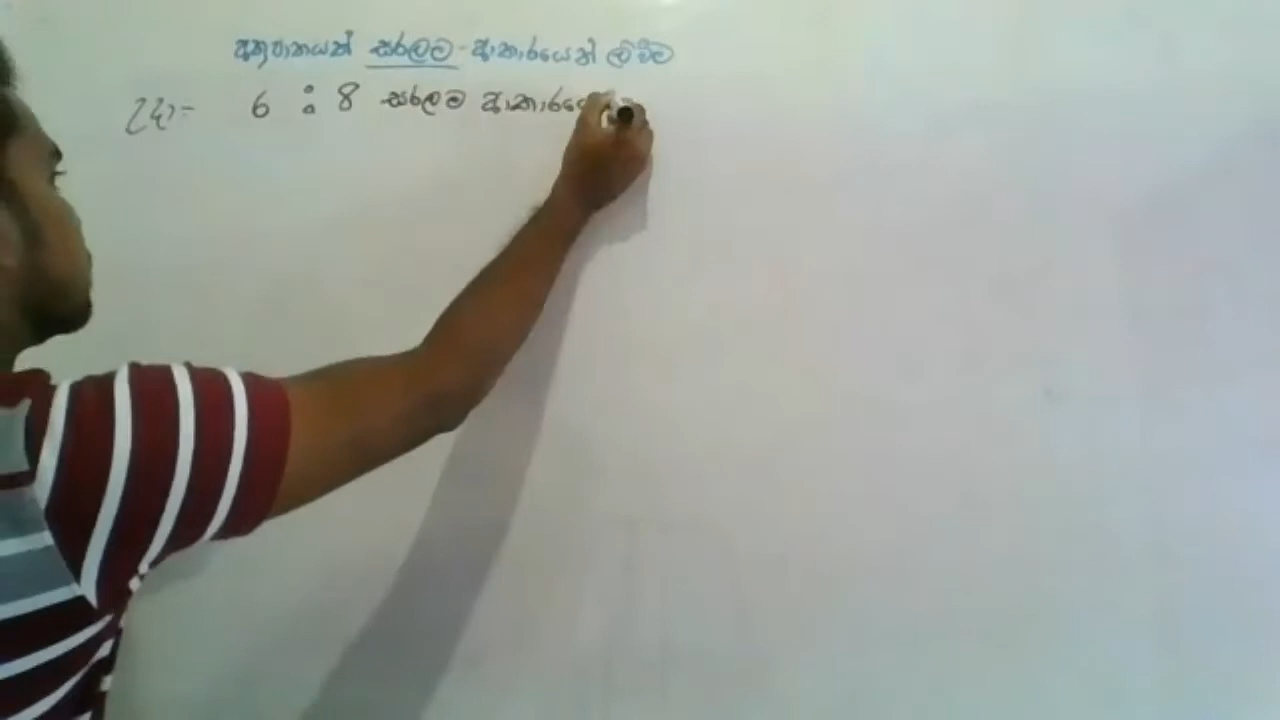 අනුපාතයක් සරලම ආකාරයෙන් ලිවීම
උදා:- 6 : 8 සරලම